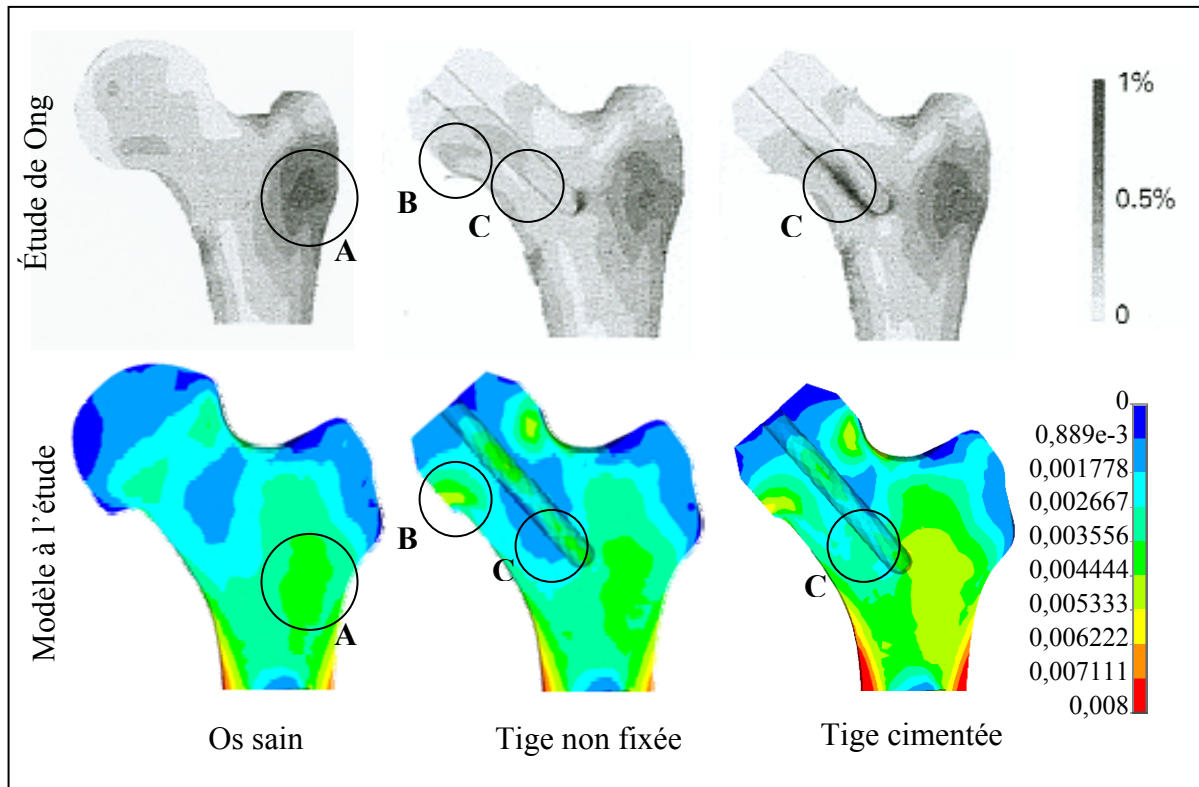 Étude de Ong
A
B
C
C
1%
0.5%
0
Modèle à l'étude
A
B
C
C
0
0,889e-3
0,001778
0,002667
0,003556
0,004444
0,005333
0,006222
0,007111
0,008
Os sain
Tige non fixée
Tige cimentée